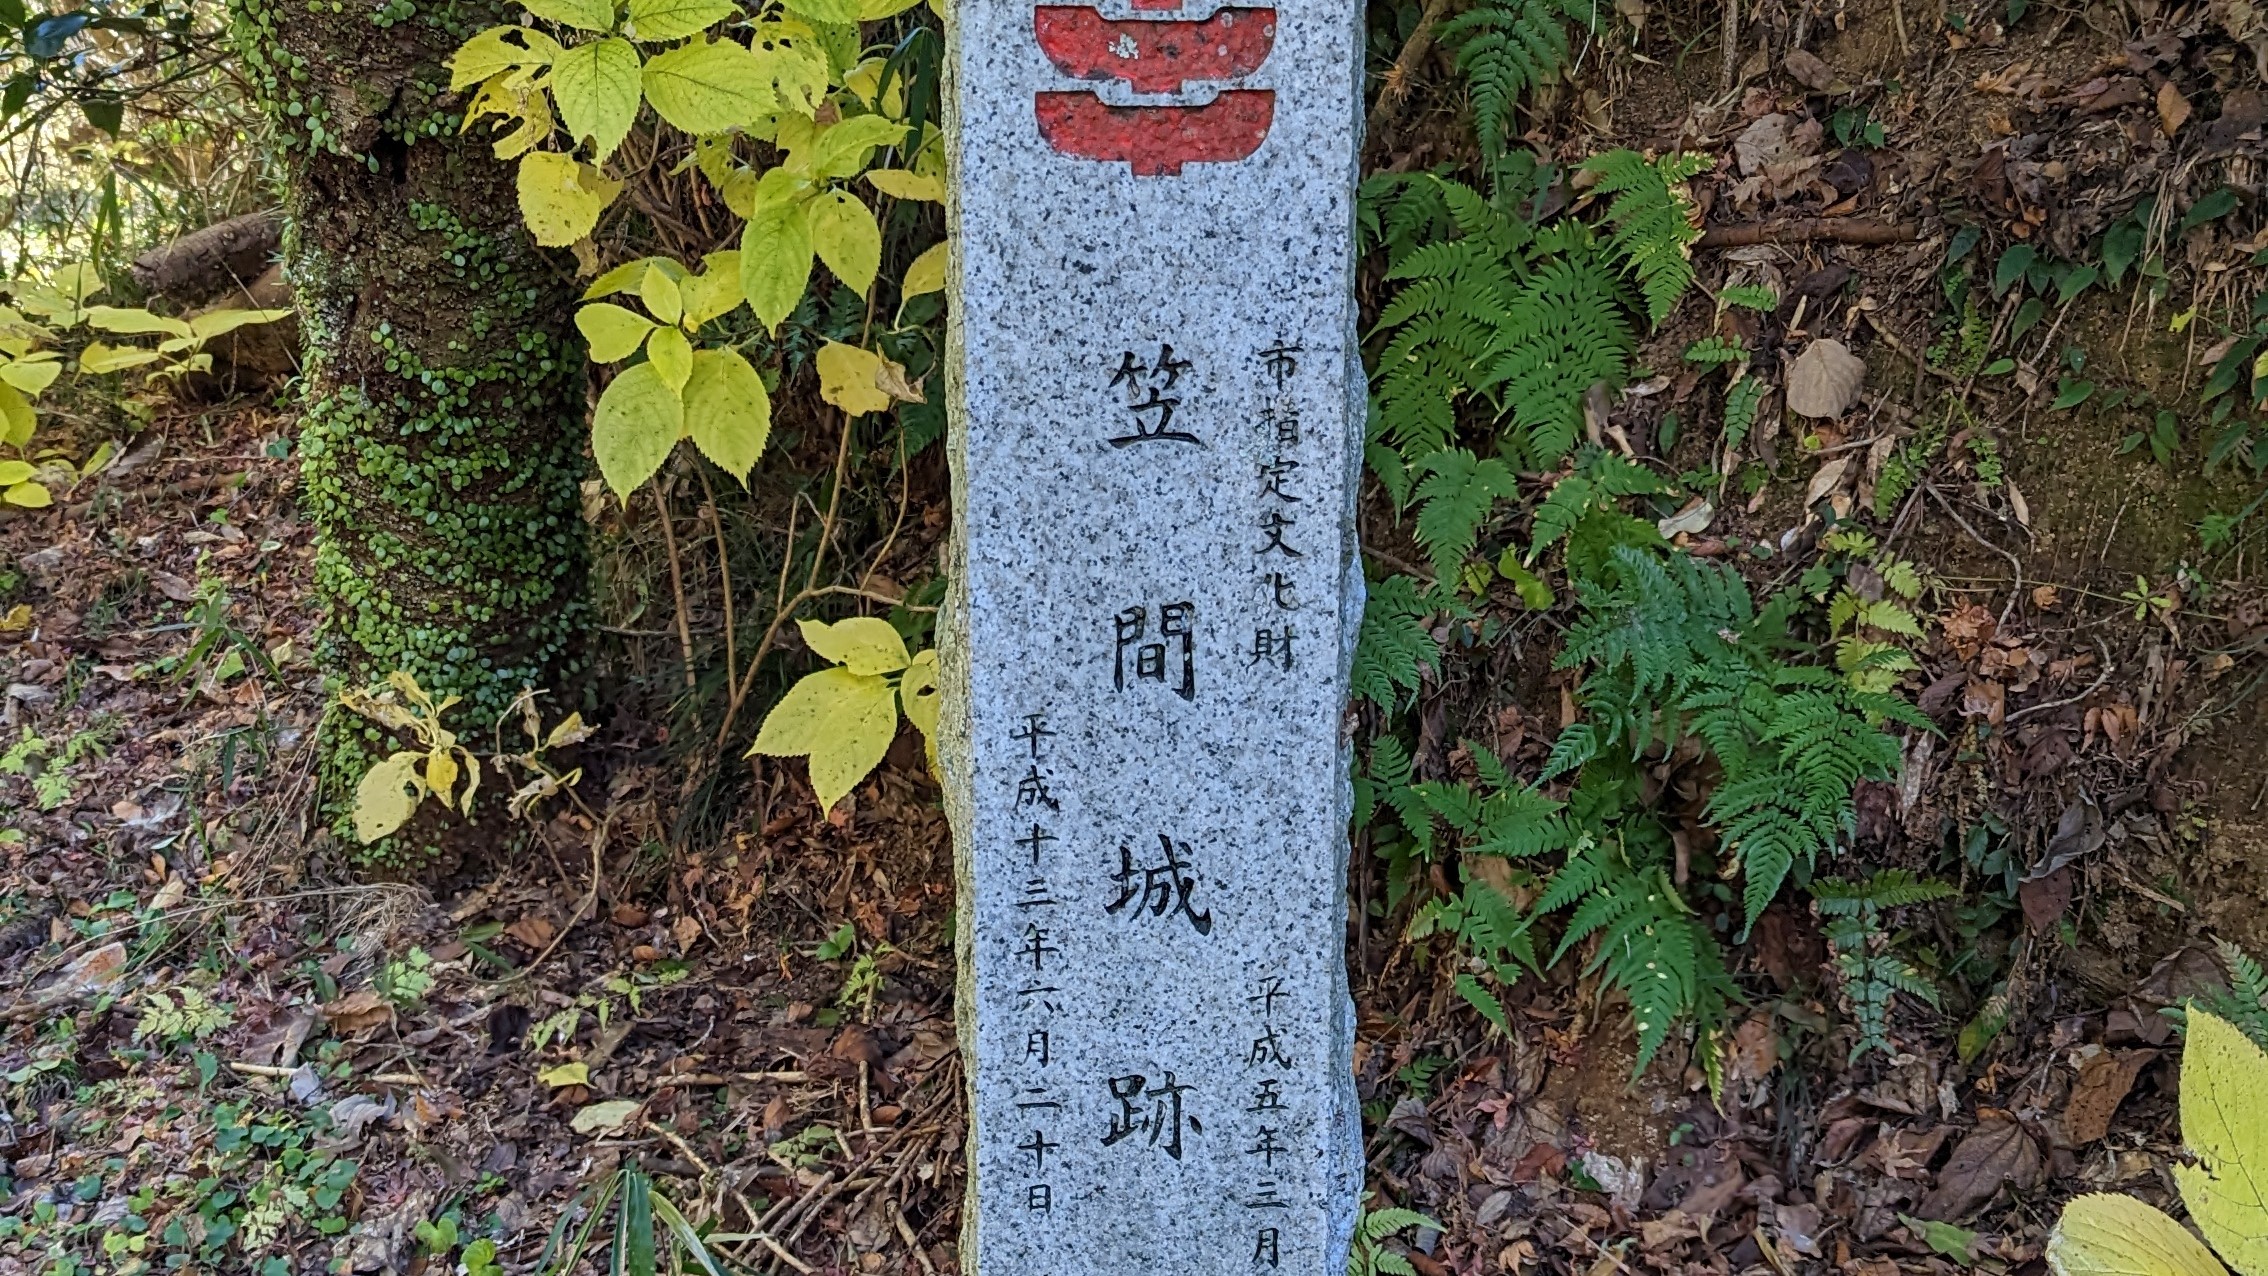 市指定文化財 平成五年三月
笠間城跡
平成十三年六月二十日